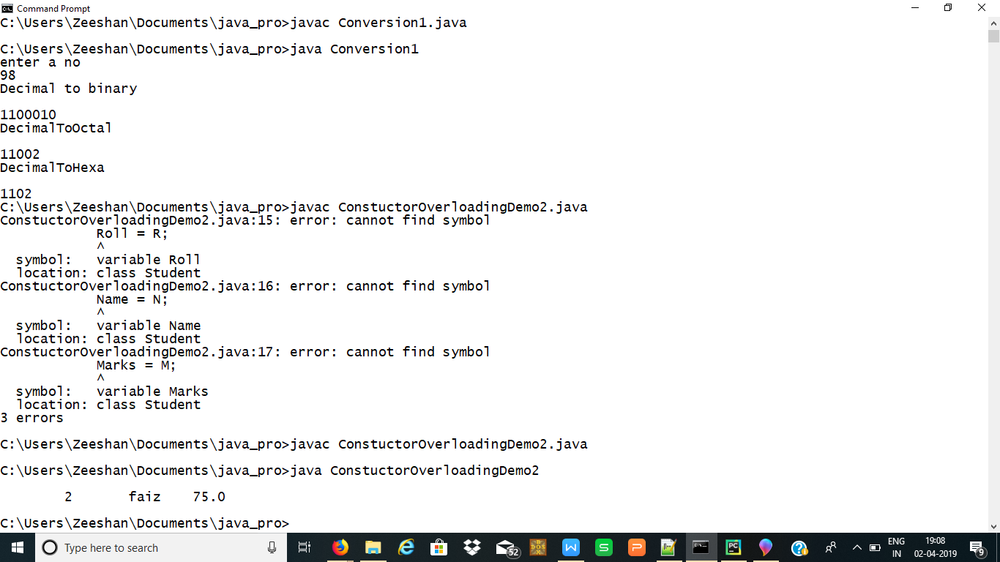 Command Prompt
C:\Users\Zeeshan\Documents\java_pro>javac Conversion1.java
C:\Users\Zeeshan\Documents\java_pro>java Conversion1
enter a no
98
Decimal to binary
1100010
DecimalToOctal
11002
DecimalToHexa
1102
C:\Users\Zeeshan\Documents\java_pro>javac ConstuctorOverloadingDemo2.java
ConstuctorOverloadingDemo2.java:15: error: cannot find symbol
Roll = R;
^
symbol:   variable Roll
location: class Student
ConstuctorOverloadingDemo2.java:16: error: cannot find symbol
Name = N;
^
symbol:   variable Name
location: class Student
ConstuctorOverloadingDemo2.java:17: error: cannot find symbol
Marks = M;
^
symbol:   variable Marks
location: class Student
3 errors
C:\Users\Zeeshan\Documents\java_pro>javac ConstuctorOverloadingDemo2.java
C:\Users\Zeeshan\Documents\java_pro>java ConstuctorOverloadingDemo2
2       faiz    75.0
C:\Users\Zeeshan\Documents\java_pro>
Type here to search
52
DOS
W
S
P
PC
ENG
IN
19:08
02-04-2019
9